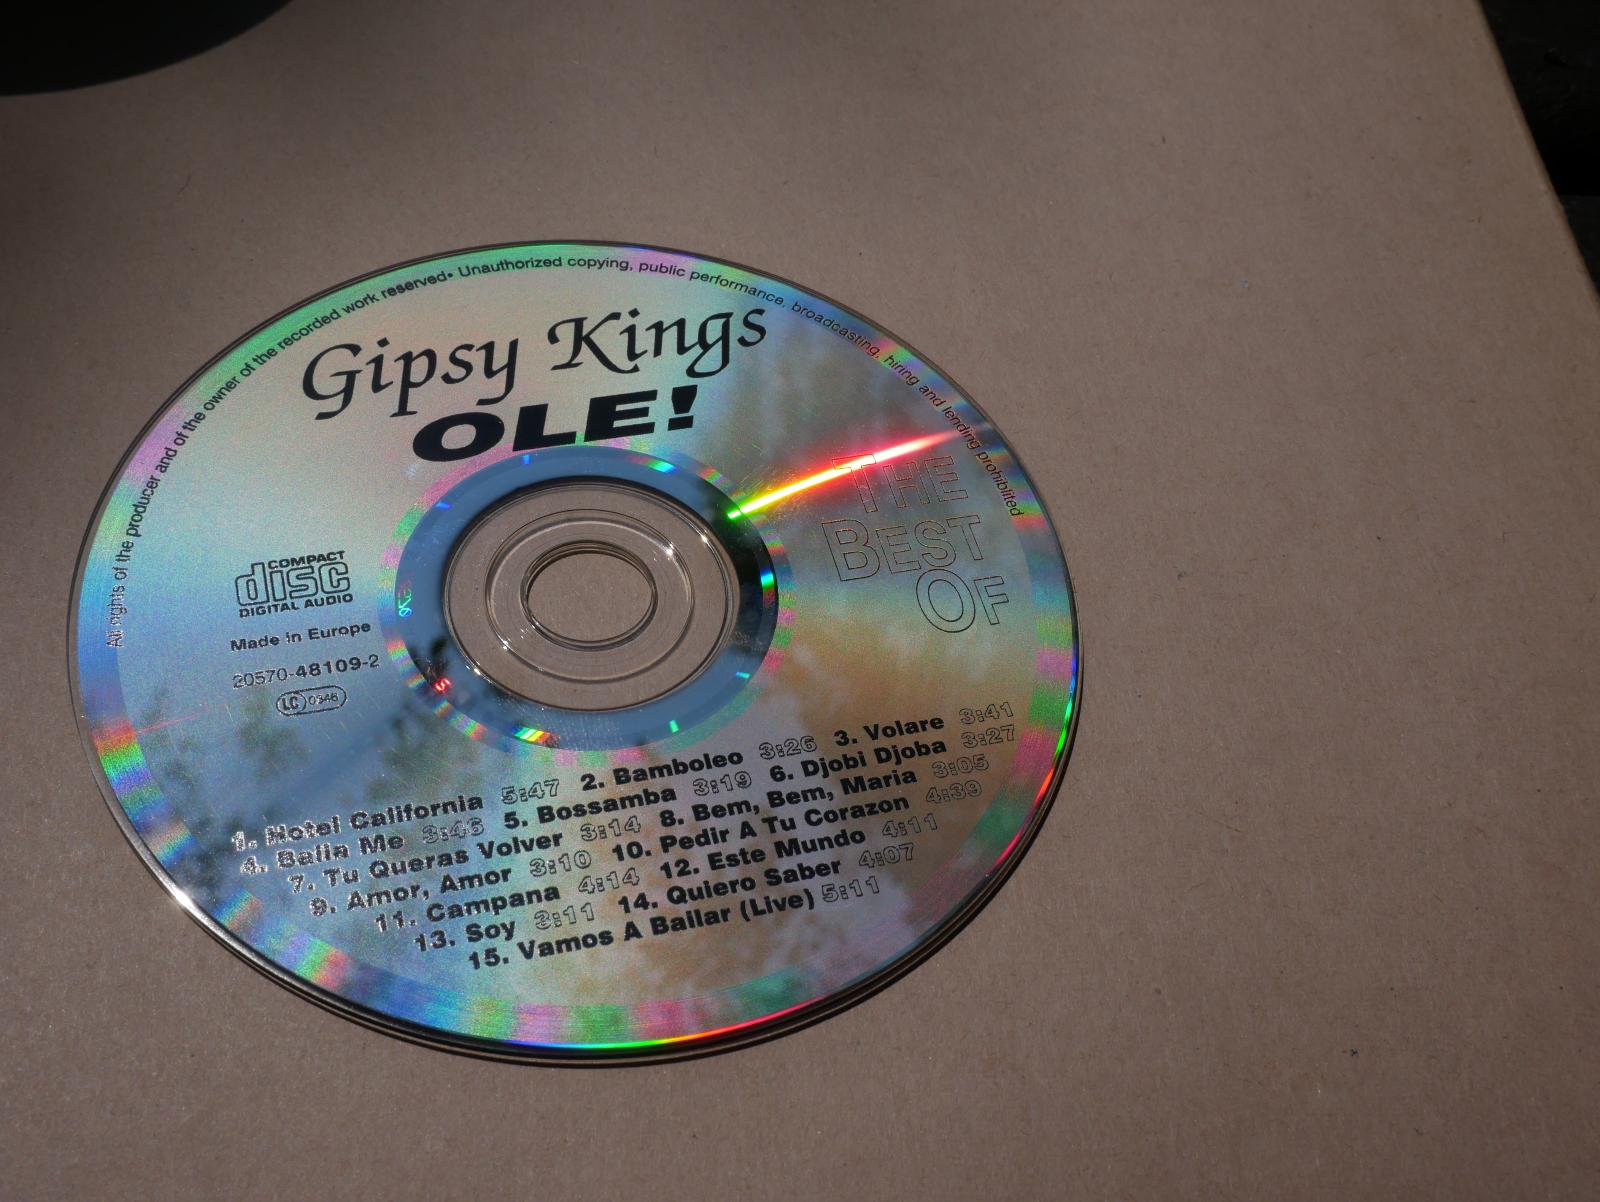 All rights of the producer and of the owner of the recorded work reserved• Unauthorized copying, public performance, broadcasting, hiring and lending prohibited
Gipsy Kings
OLE!
THE
BEST
OF
COMPACT
disc
DIGITAL AUDIO
Made in Europe
20570-48109-2
LC 0346
1. Hotel California 5:47 2. Bamboleo 3:26 3. Volare 3:41
4. Baila Me 3:46 5. Bossamba 3:19 6. Djobi Djoba 3:27
7. Tu Queras Volver 3:14 8. Bem, Bem, Maria 3:05
9. Amor, Amor 3:10 10. Pedir A Tu Corazon 4:39
11. Campana 4:14 12. Este Mundo 4:11
13. Soy 3:11 14. Quiero Saber 4:07
15. Vamos A Bailar (Live) 5:11